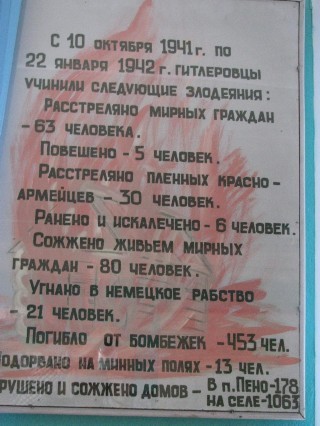 С 10 ОКТЯБРЯ 1941 г. ПО
22 ЯНВАРЯ 1942 г. ГИТЛЕРОВЦЫ
УЧИНИЛИ СЛЕДУЮЩИЕ ЗЛОДЕЯНИЯ:
РАССТРЕЛЯНО МИРНЫХ ГРАЖДАН
- 63 ЧЕЛОВЕКА.
ПОВЕШЕНО - 5 ЧЕЛОВЕК.
РАССТРЕЛЯНО ПЛЕННЫХ КРАСНО-
АРМЕЙЦЕВ - 30 ЧЕЛОВЕК.
РАНЕНО И ИСКАЛЕЧЕНО - 6 ЧЕЛОВЕК.
СОЖЖЕНО ЖИВЬЕМ МИРНЫХ
ГРАЖДАН - 80 ЧЕЛОВЕК.
УГНАНО В НЕМЕЦКОЕ РАБСТВО
- 21 ЧЕЛОВЕК.
ПОГИБЛО ОТ БОМБЕЖЕК - 453 ЧЕЛ.
ПОДОРВАНО НА МИННЫХ ПОЛЯХ - 13 ЧЕЛ.
РУШЕНО И СОЖЖЕНО ДОМОВ - В П. ПЕНО - 178
НА СЕЛЕ - 1063